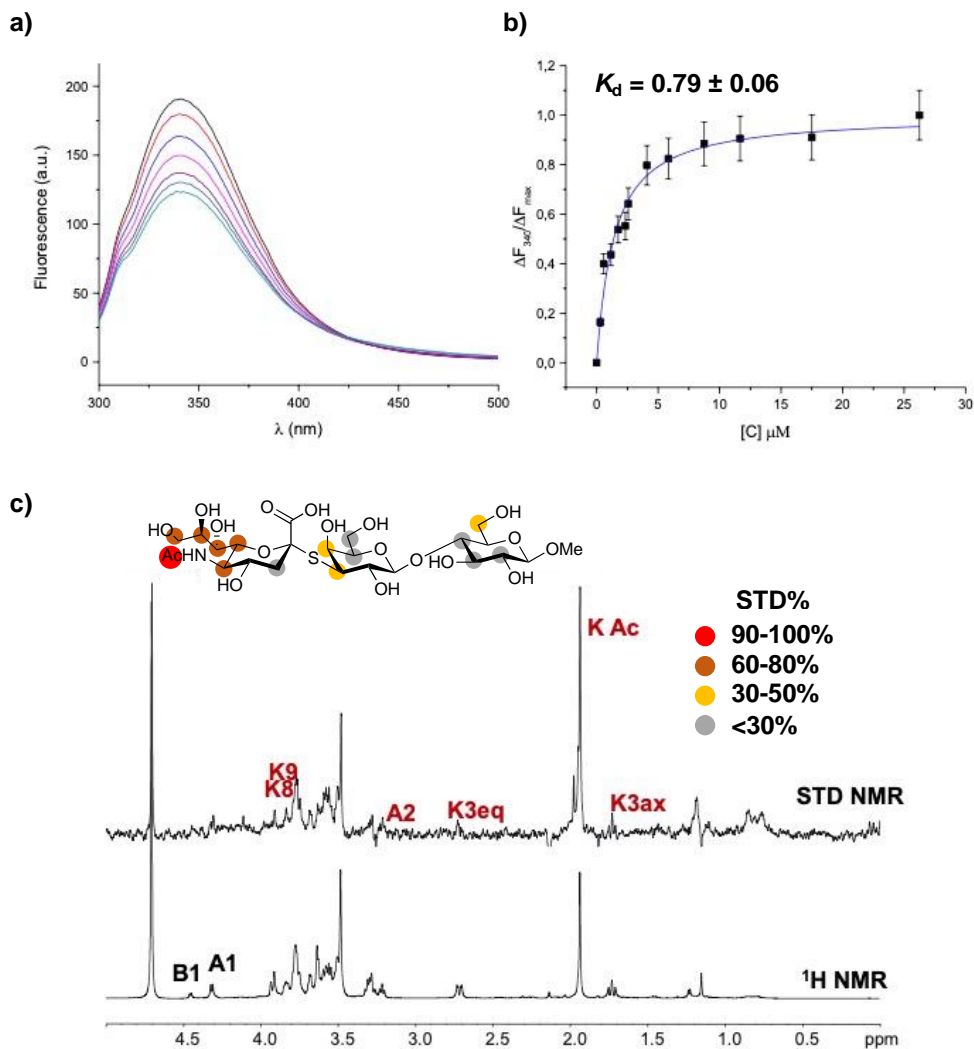 a)
200
150
100
50
0
Fluorescence (a.u.)
300
350
400
450
500
λ (nm)
b)
Kd = 0.79 ± 0.06
1,2
1,0
0,8
0,6
0,4
0,2
0,0
ΔF340/ΔFmax
0
5
10
15
20
25
30
[C] μM
c)
OH
O
OH
HO
OH
AcHN
O
HO
S
OH
OH
O
OH
O
OH
HO
O
OMe
OH
STD%
90-100%
60-80%
30-50%
<30%
K Ac
K9
K8
A2
K3eq
K3ax
STD NMR
B1
A1
1H NMR
4.5
4.0
3.5
3.0
2.5
2.0
1.5
1.0
0.5
ppm